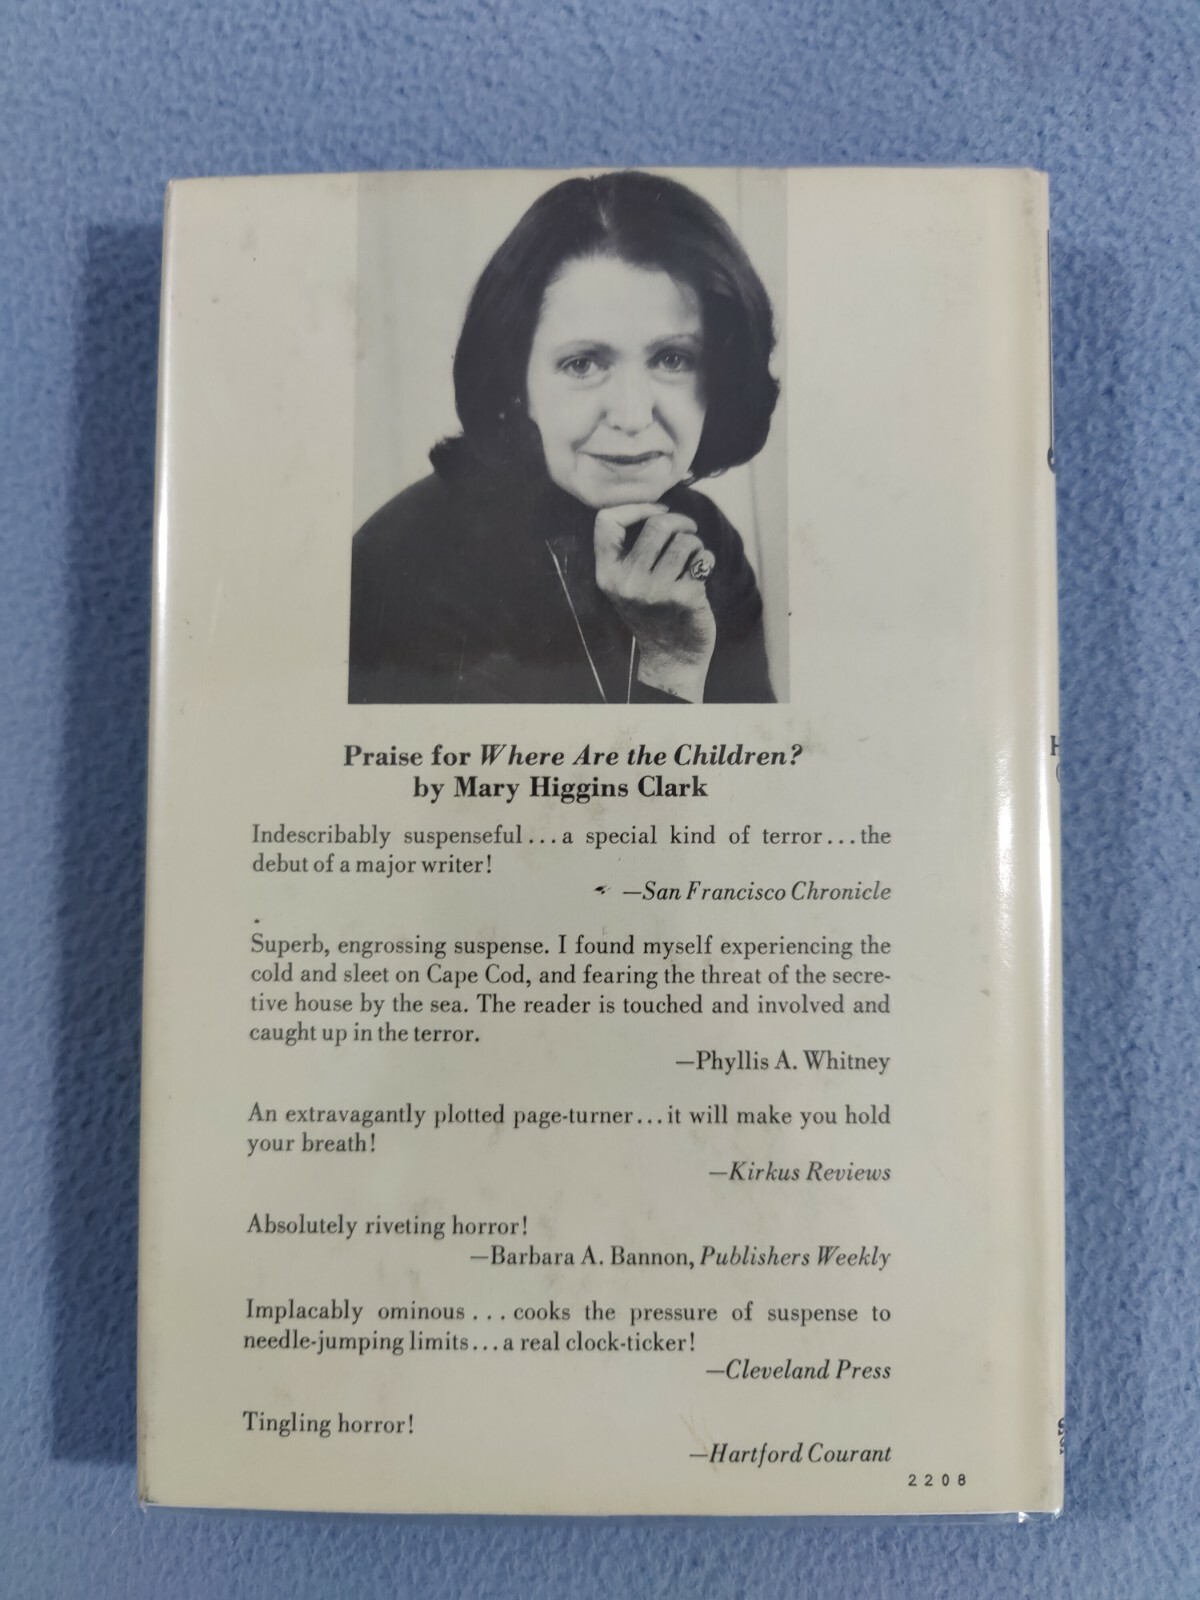 Praise for Where Are the Children?
by Mary Higgins Clark
Indescribably suspenseful...a special kind of terror...the
debut of a major writer!
—San Francisco Chronicle
Superb, engrossing suspense. I found myself experiencing the
cold and sleet on Cape Cod, and fearing the threat of the secre-
tive house by the sea. The reader is touched and involved and
caught up in the terror.
—Phyllis A. Whitney
An extravagantly plotted page-turner...it will make you hold
your breath!
—Kirkus Reviews
Absolutely riveting horror!
—Barbara A. Bannon, Publishers Weekly
Implacably ominous . . . cooks the pressure of suspense to
needle-jumping limits...a real clock-ticker!
—Cleveland Press
Tingling horror!
—Hartford Courant
2208